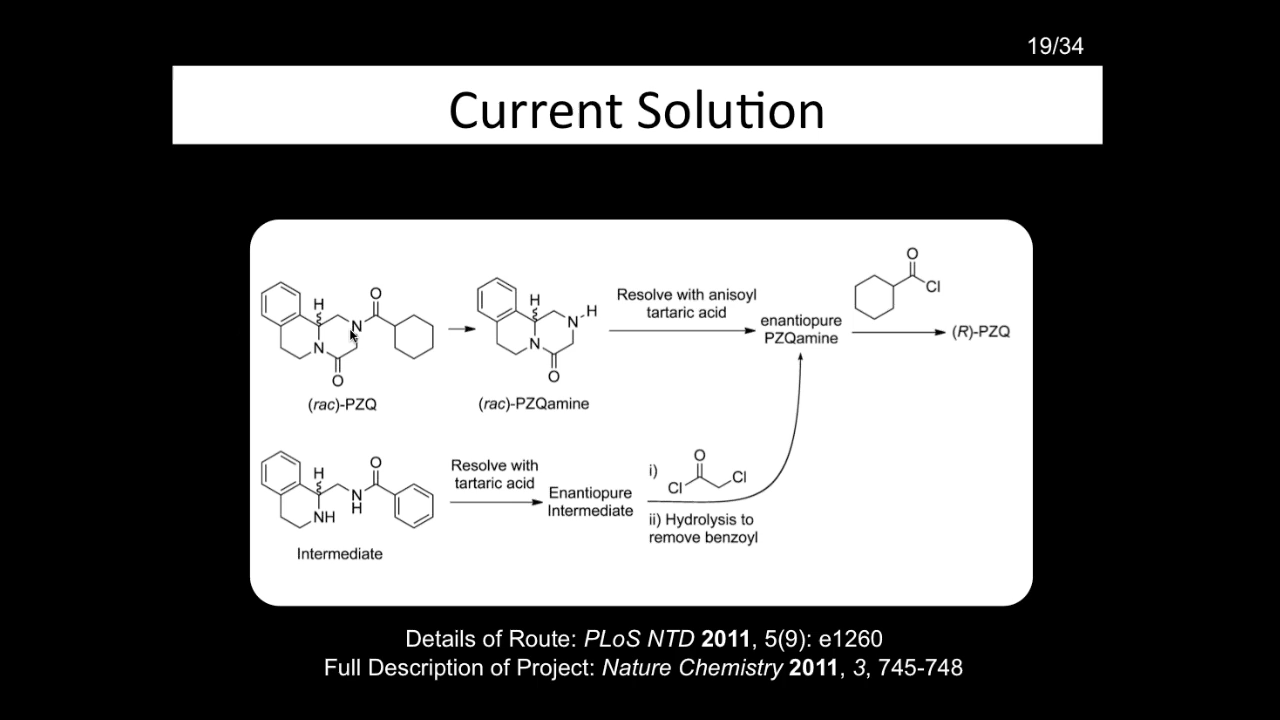 19/34
Current Solution
O
H
N
N
O
(rac)-PZQ
H
H
N
N
O
(rac)-PZQamine
Resolve with anisoyl
tartaric acid
enantiopure
PZQamine
O
Cl
(R)-PZQ
O
H
N
H
NH
Intermediate
Resolve with
tartaric acid
Enantiopure
Intermediate
i)
O
Cl
Cl
ii) Hydrolysis to
remove benzoyl
Details of Route: PLoS NTD 2011, 5(9): e1260
Full Description of Project: Nature Chemistry 2011, 3, 745-748